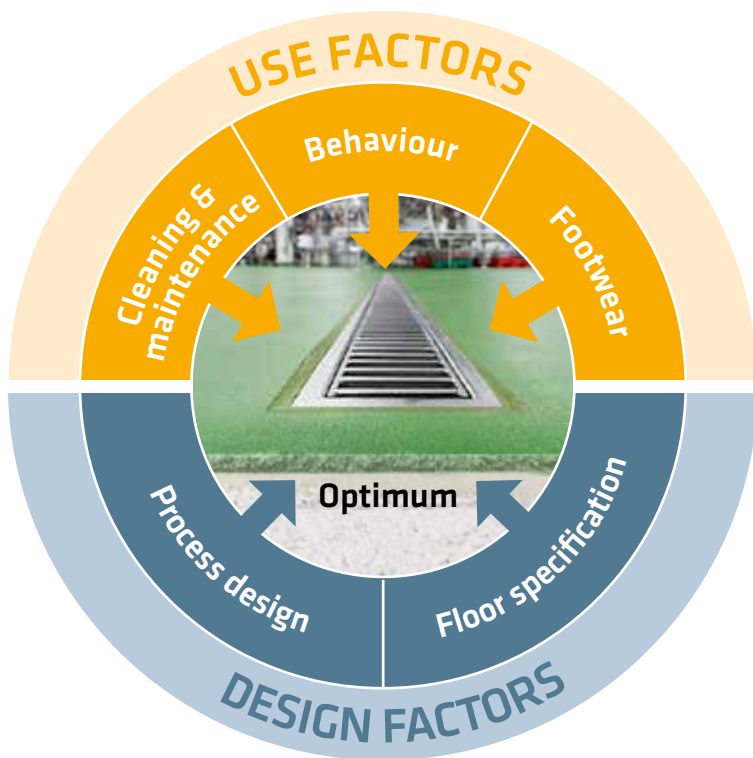 USE FACTORS
Behaviour
Cleaning &
maintenance
Footwear
Optimum
Process design
Floor specification
DESIGN FACTORS